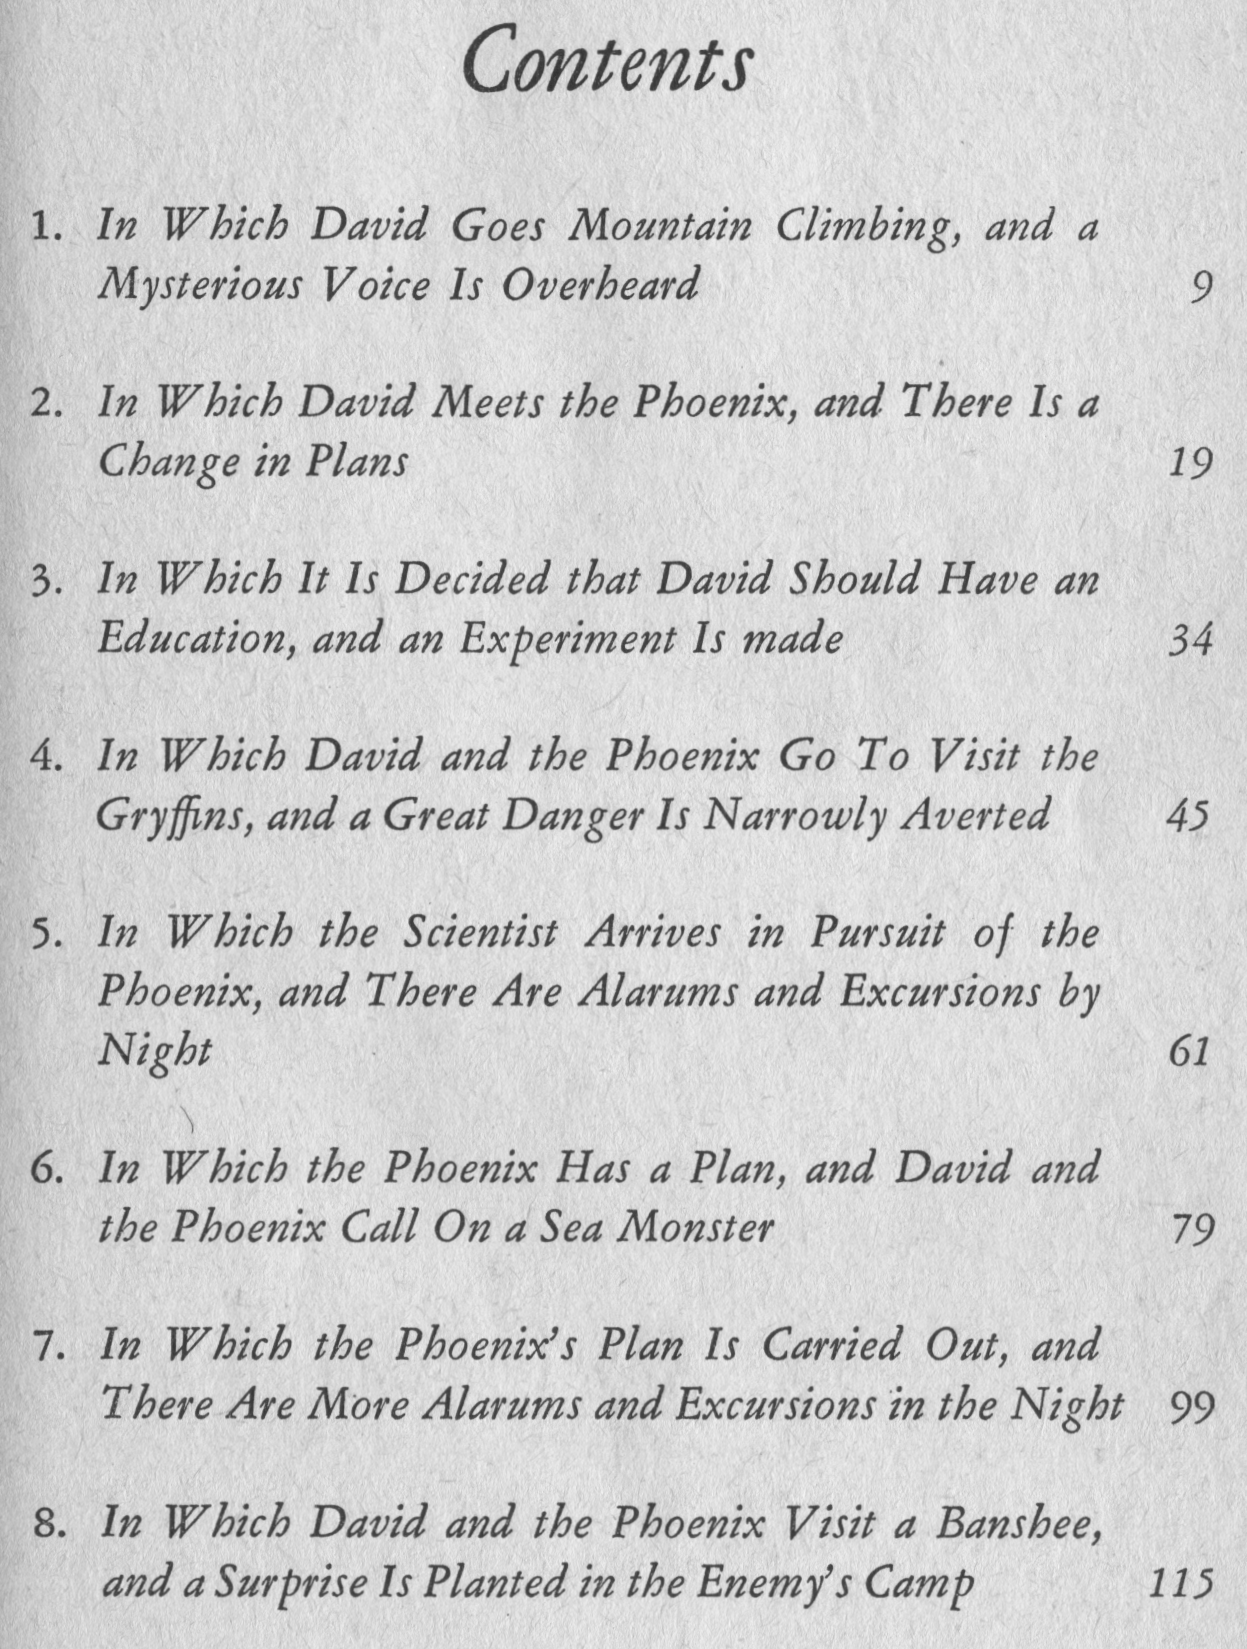 Contents
1. In Which David Goes Mountain Climbing, and a
Mysterious Voice Is Overheard 9
2. In Which David Meets the Phoenix, and There Is a
Change in Plans 19
3. In Which It Is Decided that David Should Have an
Education, and an Experiment Is made 34
4. In Which David and the Phoenix Go To Visit the
Gryffins, and a Great Danger Is Narrowly Averted 45
5. In Which the Scientist Arrives in Pursuit of the
Phoenix, and There Are Alarums and Excursions by
Night 61
6. In Which the Phoenix Has a Plan, and David and
the Phoenix Call On a Sea Monster 79
7. In Which the Phoenix's Plan Is Carried Out, and
There Are More Alarums and Excursions in the Night 99
8. In Which David and the Phoenix Visit a Banshee,
and a Surprise Is Planted in the Enemy's Camp 115